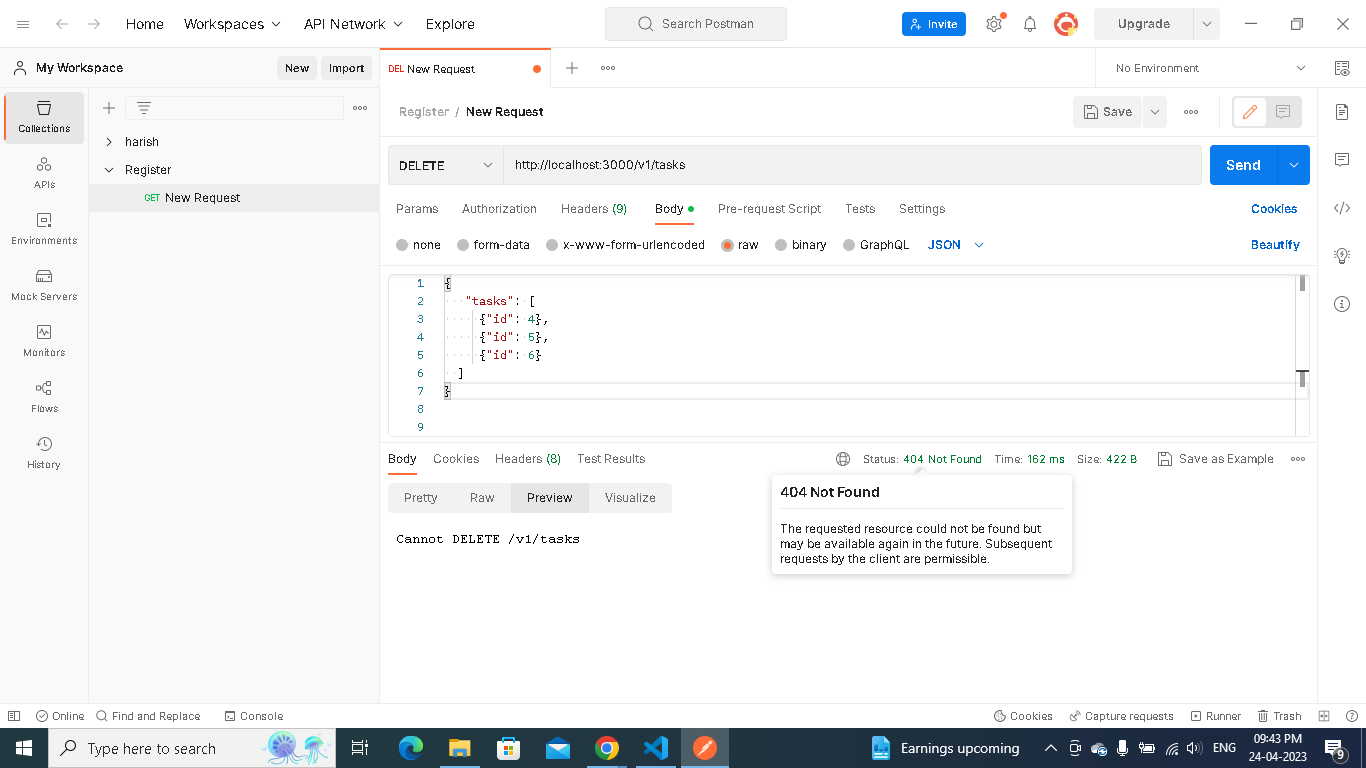 Home Workspaces API Network Explore Search Postman Invite Upgrade
My Workspace New Import DEL New Request No Environment
Collections
APIs
Environments
Mock Servers
Monitors
Flows
History
harish
Register
GET New Request
Register / New Request Save
DELETE http://localhost:3000/v1/tasks Send
Params Authorization Headers (9) Body Pre-request Script Tests Settings Cookies
none form-data x-www-form-urlencoded raw binary GraphQL JSON Beautify
1 {
2 "tasks": [
3 {"id": 4},
4 {"id": 5},
5 {"id": 6}
6 ]
7 }
8
9
Body Cookies Headers (8) Test Results Status: 404 Not Found Time: 162 ms Size: 422 B Save as Example
Pretty Raw Preview Visualize
404 Not Found
The requested resource could not be found but
may be available again in the future. Subsequent
requests by the client are permissible.
Cannot DELETE /v1/tasks
Online Find and Replace Console Cookies Capture requests Runner Trash
Type here to search Earnings upcoming ENG 09:43 PM
24-04-2023 9